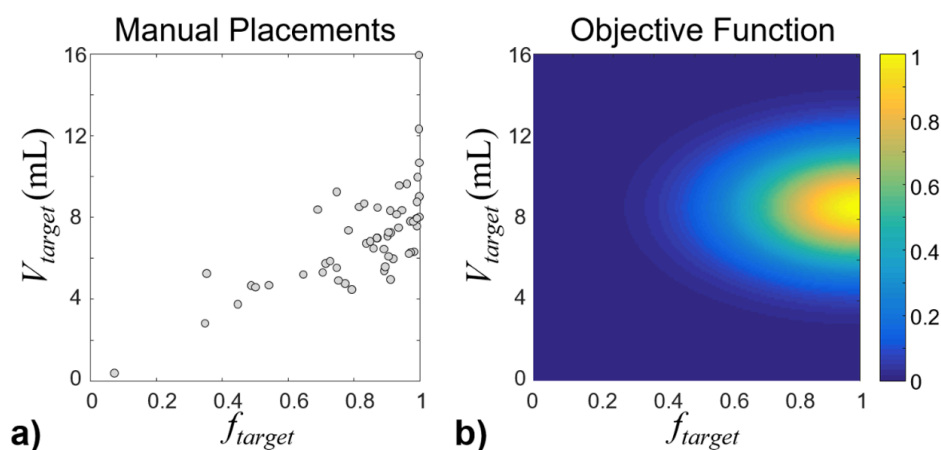 Manual Placements
16
12
8
4
0
V_target (mL)
0 0.2 0.4 0.6 0.8 1
f_target
a)
Objective Function
16
12
8
4
0
V_target (mL)
0 0.2 0.4 0.6 0.8 1
f_target
b)
1
0.8
0.6
0.4
0.2
0